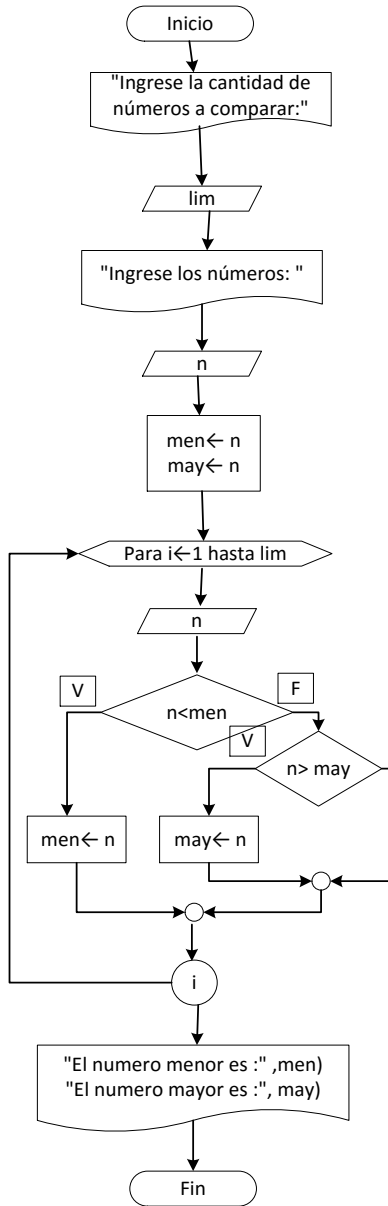 Inicio
"Ingrese la cantidad de
números a comparar:"
lim
"Ingrese los números: "
n
men← n
may← n
Para i←1 hasta lim
n
V
F
n<men
V
n> may
men← n
may← n
i
"El numero menor es :" ,men)
"El numero mayor es :", may)
Fin